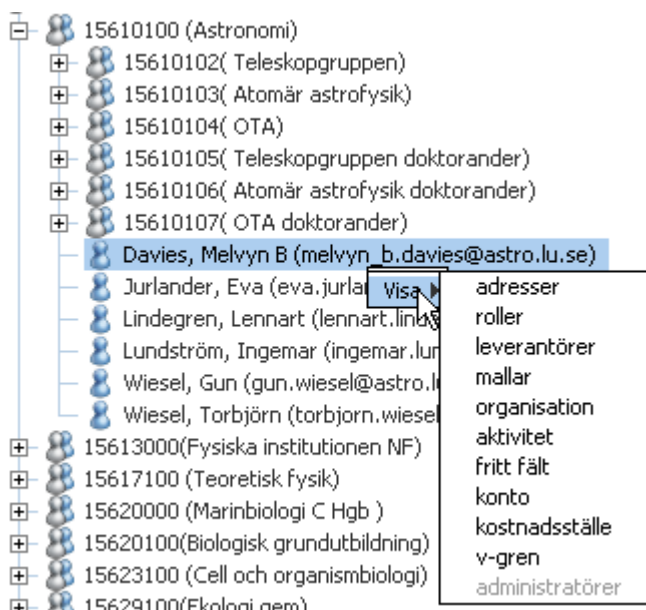 15610100 (Astronomi)
15610102( Teleskopgruppen)
15610103( Atomär astrofysik)
15610104( OTA)
15610105( Teleskopgruppen doktorander)
15610106( Atomär astrofysik doktorander)
15610107( OTA doktorander)
Davies, Melvyn B (melvyn_b.davies@astro.lu.se)
Jurlander, Eva (eva.jurla
Lindegren, Lennart (lennart.lind
Lundström, Ingemar (ingemar.lun
Wiesel, Gun (gun.wiesel@astro.l
Wiesel, Torbjörn (torbjorn.wiesel
15613000(Fysiska institutionen NF)
15617100 (Teoretisk fysik)
15620000 (Marinbiologi C Hgb )
15620100(Biologisk grundutbildning)
15623100 (Cell och organismbiologi)
15629100(Ekologi gem)
Visa
adresser
roller
leverantörer
mallar
organisation
aktivitet
fritt fält
konto
kostnadsställe
v-gren
administratörer